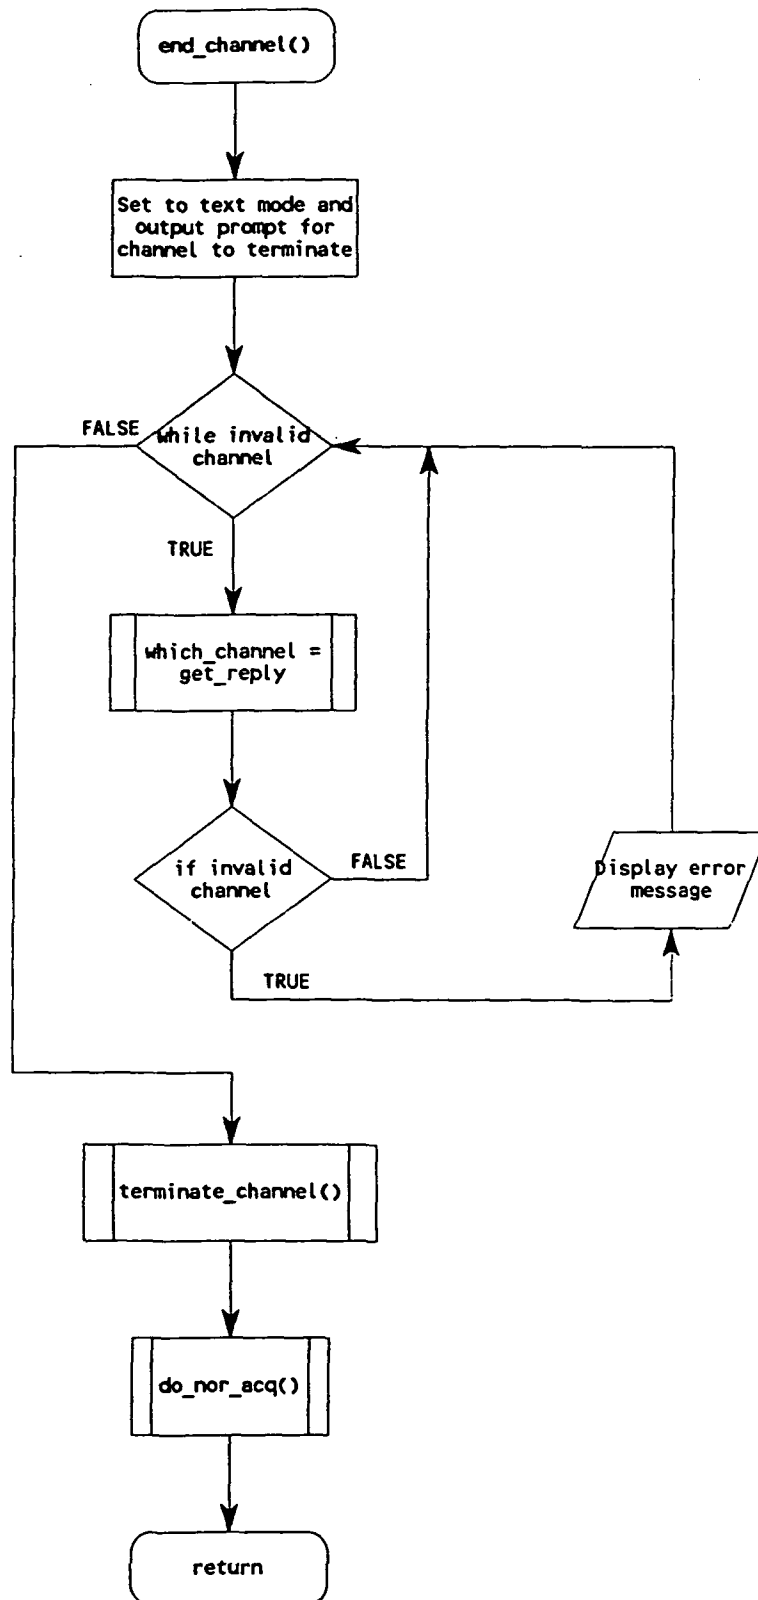 end_channel()
Set to text mode and
output prompt for
channel to terminate
FALSE
while invalid
channel
TRUE
which_channel =
get_reply
if invalid
channel
FALSE
Display error
message
TRUE
terminate_channel()
do_nor_acq()
return